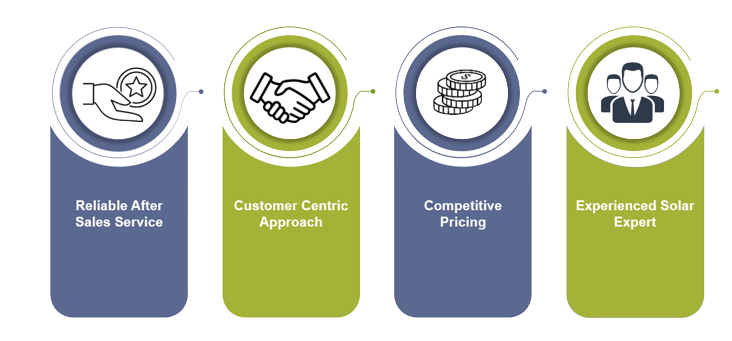 Reliable After
Sales Service
Customer Centric
Approach
Competitive
Pricing
Experienced Solar
Expert